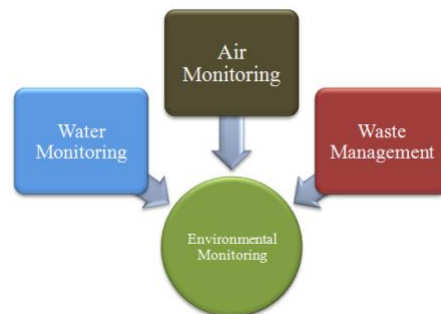 Air
Monitoring
Water
Monitoring
Waste
Management
Environmental
Monitoring